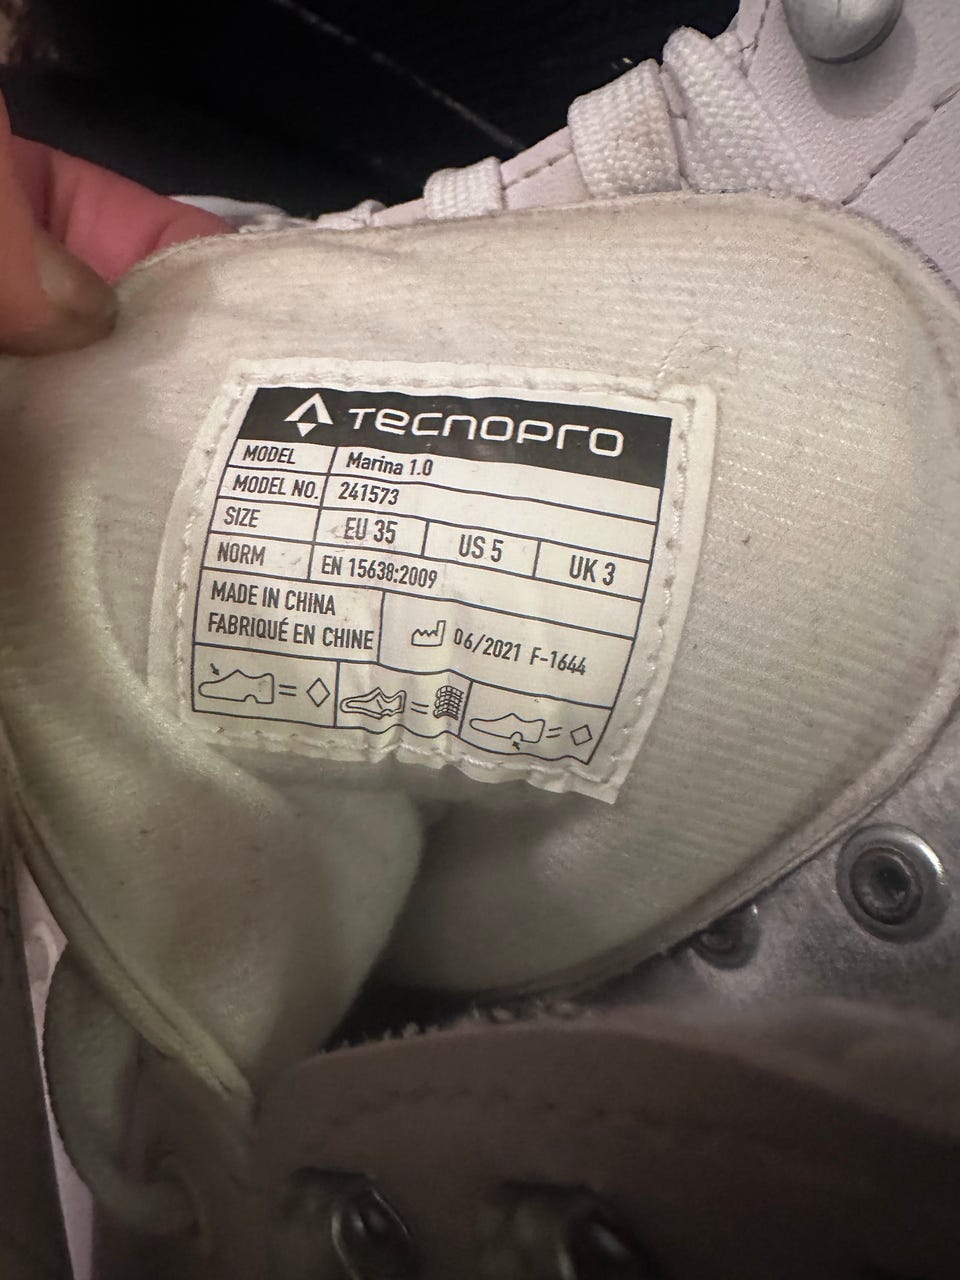 TECNOPRO
MODEL Marina 1.0
MODEL NO. 241573
SIZE EU 35 US 5 UK 3
NORM EN 15638:2009
MADE IN CHINA
FABRIQUÉ EN CHINE
06/2021 F-1644